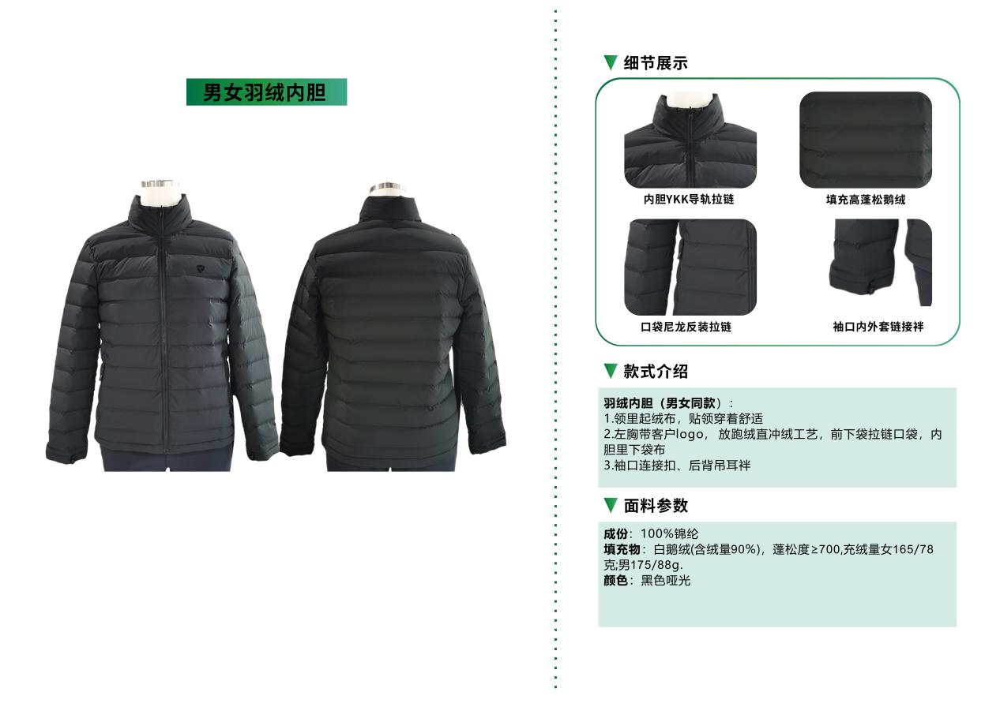 男女羽绒内胆
细节展示
内胆YKK导轨拉链
填充高蓬松鹅绒
口袋尼龙反装拉链
袖口内外套链接袢
款式介绍
羽绒内胆（男女同款）:
1.领里起绒布，贴领穿着舒适
2.左胸带客户logo， 放跑绒直冲绒工艺，前下袋拉链口袋，内
胆里下袋布
3.袖口连接扣、后背吊耳袢
面料参数
成份：100%锦纶
填充物：白鹅绒(含绒量90%)，蓬松度≥700,充绒量女165/78
克;男175/88g.
颜色：黑色哑光